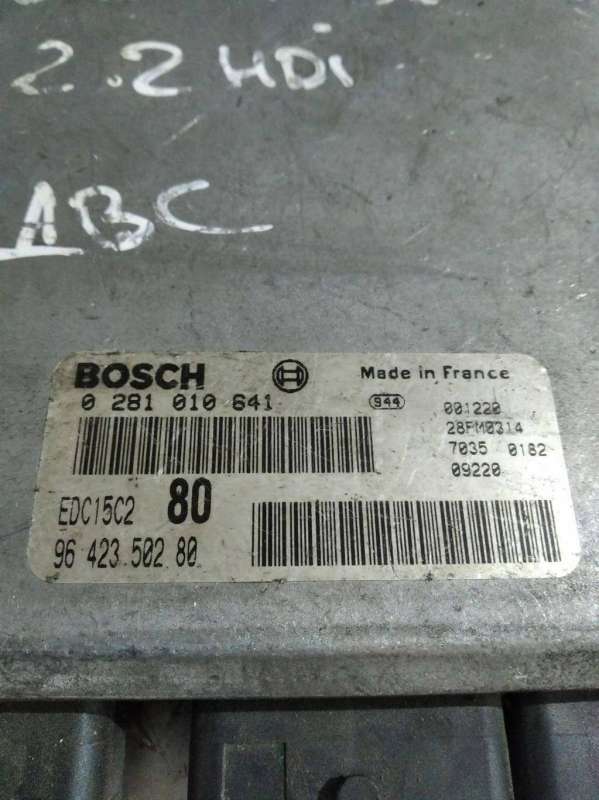 2.2 HDi
ABC
BOSCH Made in France
0 281 010 641 S44 001220
28FM0314
7035 0182
09220
EDC15C2 80
96 423 502 80